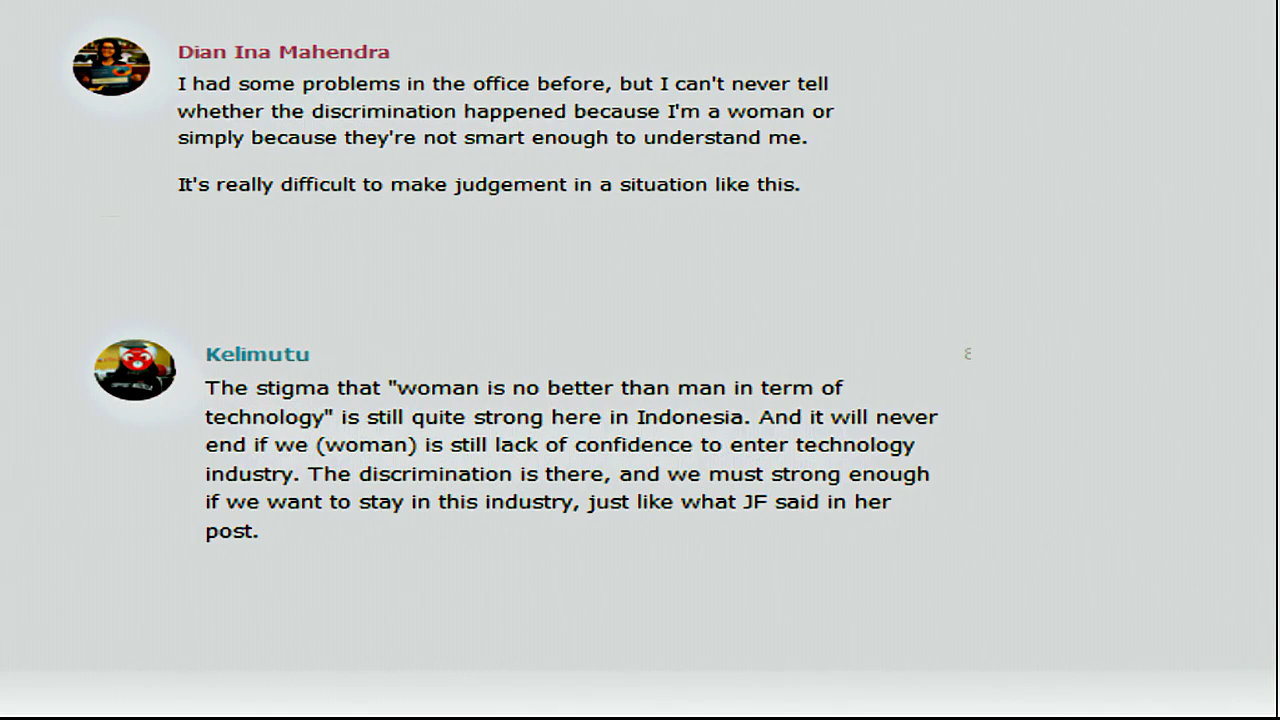 Dian Ina Mahendra
I had some problems in the office before, but I can't never tell
whether the discrimination happened because I'm a woman or
simply because they're not smart enough to understand me.
It's really difficult to make judgement in a situation like this.
Kelimutu
The stigma that "woman is no better than man in term of
technology" is still quite strong here in Indonesia. And it will never
end if we (woman) is still lack of confidence to enter technology
industry. The discrimination is there, and we must strong enough
if we want to stay in this industry, just like what JF said in her
post.